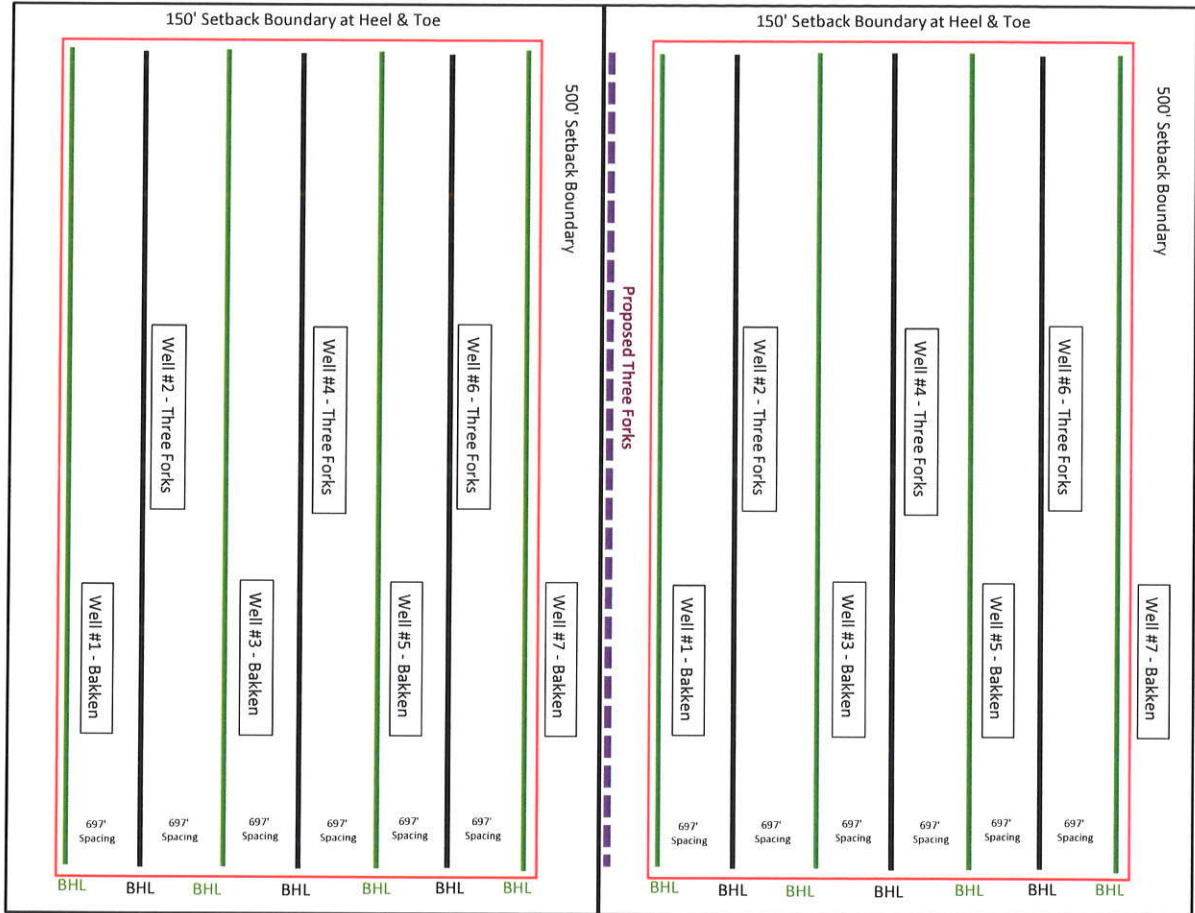 150' Setback Boundary at Heel & Toe
150' Setback Boundary at Heel & Toe
500' Setback Boundary
500' Setback Boundary
Proposed Three Forks
Well #2 - Three Forks
Well #4 - Three Forks
Well #6 - Three Forks
Well #2 - Three Forks
Well #4 - Three Forks
Well #6 - Three Forks
Well #1 - Bakken
Well #3 - Bakken
Well #5 - Bakken
Well #7 - Bakken
Well #1 - Bakken
Well #3 - Bakken
Well #5 - Bakken
Well #7 - Bakken
697'
Spacing
697'
Spacing
697'
Spacing
697'
Spacing
697'
Spacing
697'
Spacing
697'
Spacing
697'
Spacing
697'
Spacing
697'
Spacing
697'
Spacing
697'
Spacing
BHL
BHL
BHL
BHL
BHL
BHL
BHL
BHL
BHL
BHL
BHL
BHL
BHL
BHL